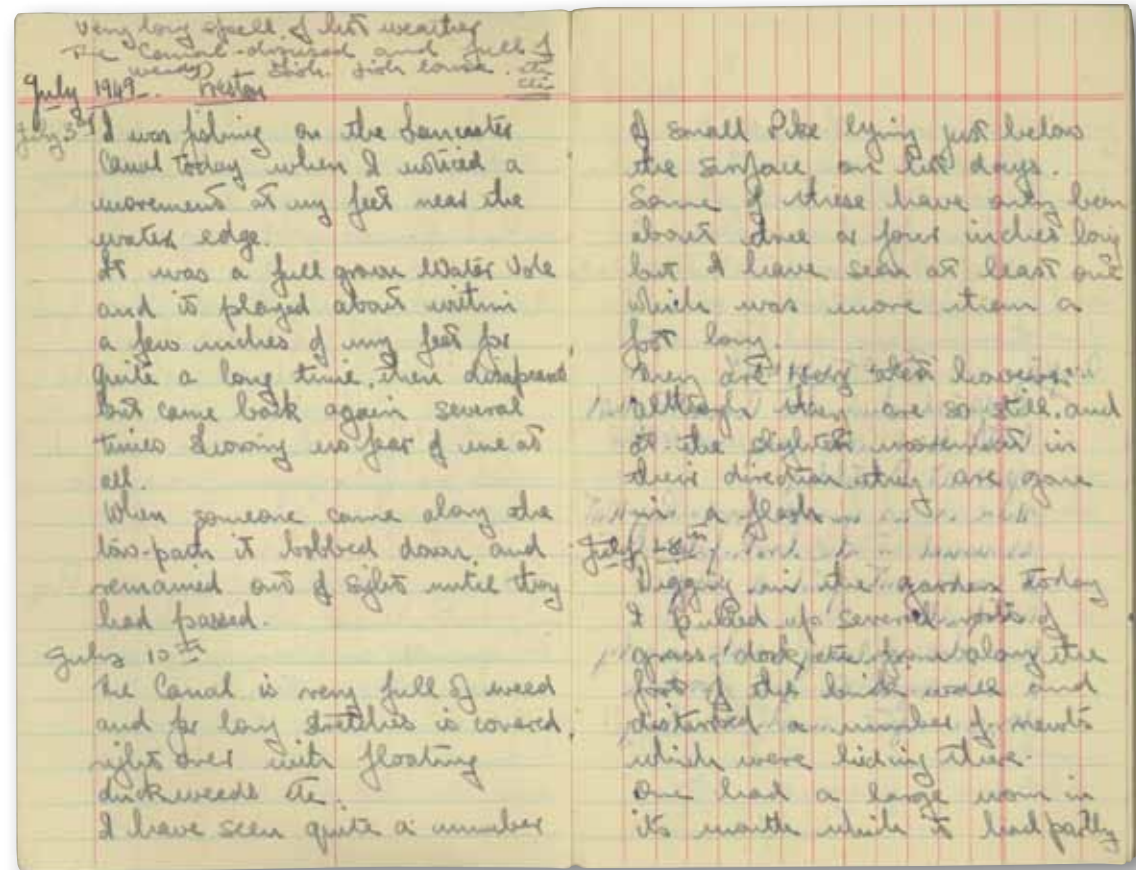 Very long spell of hot weather
The Canal - disused and full of
weeds fish. fish louse. etc
July 1949. Preston
July 3rd I was fishing on the Lancaster
Canal today when I noticed a
movement at my feet near the
water edge.
It was a full grown Water Vole
and it played about within
a few inches of my feet for
quite a long time, then disapeared
but came back again several
times showing no fear of me at
all.
When someone came along the
tow-path it bobbed down and
remained out of sight until they
had passed.
July 10th
The Canal is very full of weed
and for long stretches is covered
right over with floating
duckweeds etc.
I have seen quite a number
of small Pike lying just below
the surface on hot days.
Some of these have only been
about three or four inches long
but I have seen at least one
which was more than a
foot long.
They are very however
although they are so still, and
at the slightest movement in
their direction they are gone
in a flash
July 28th
Digging in the garden today
I pulled up several roots of
grass, dock, etc from along the
foot of the brick wall and
disturbed a number of newts
which were hiding there.
One had a large worm in
its mouth which it had partly